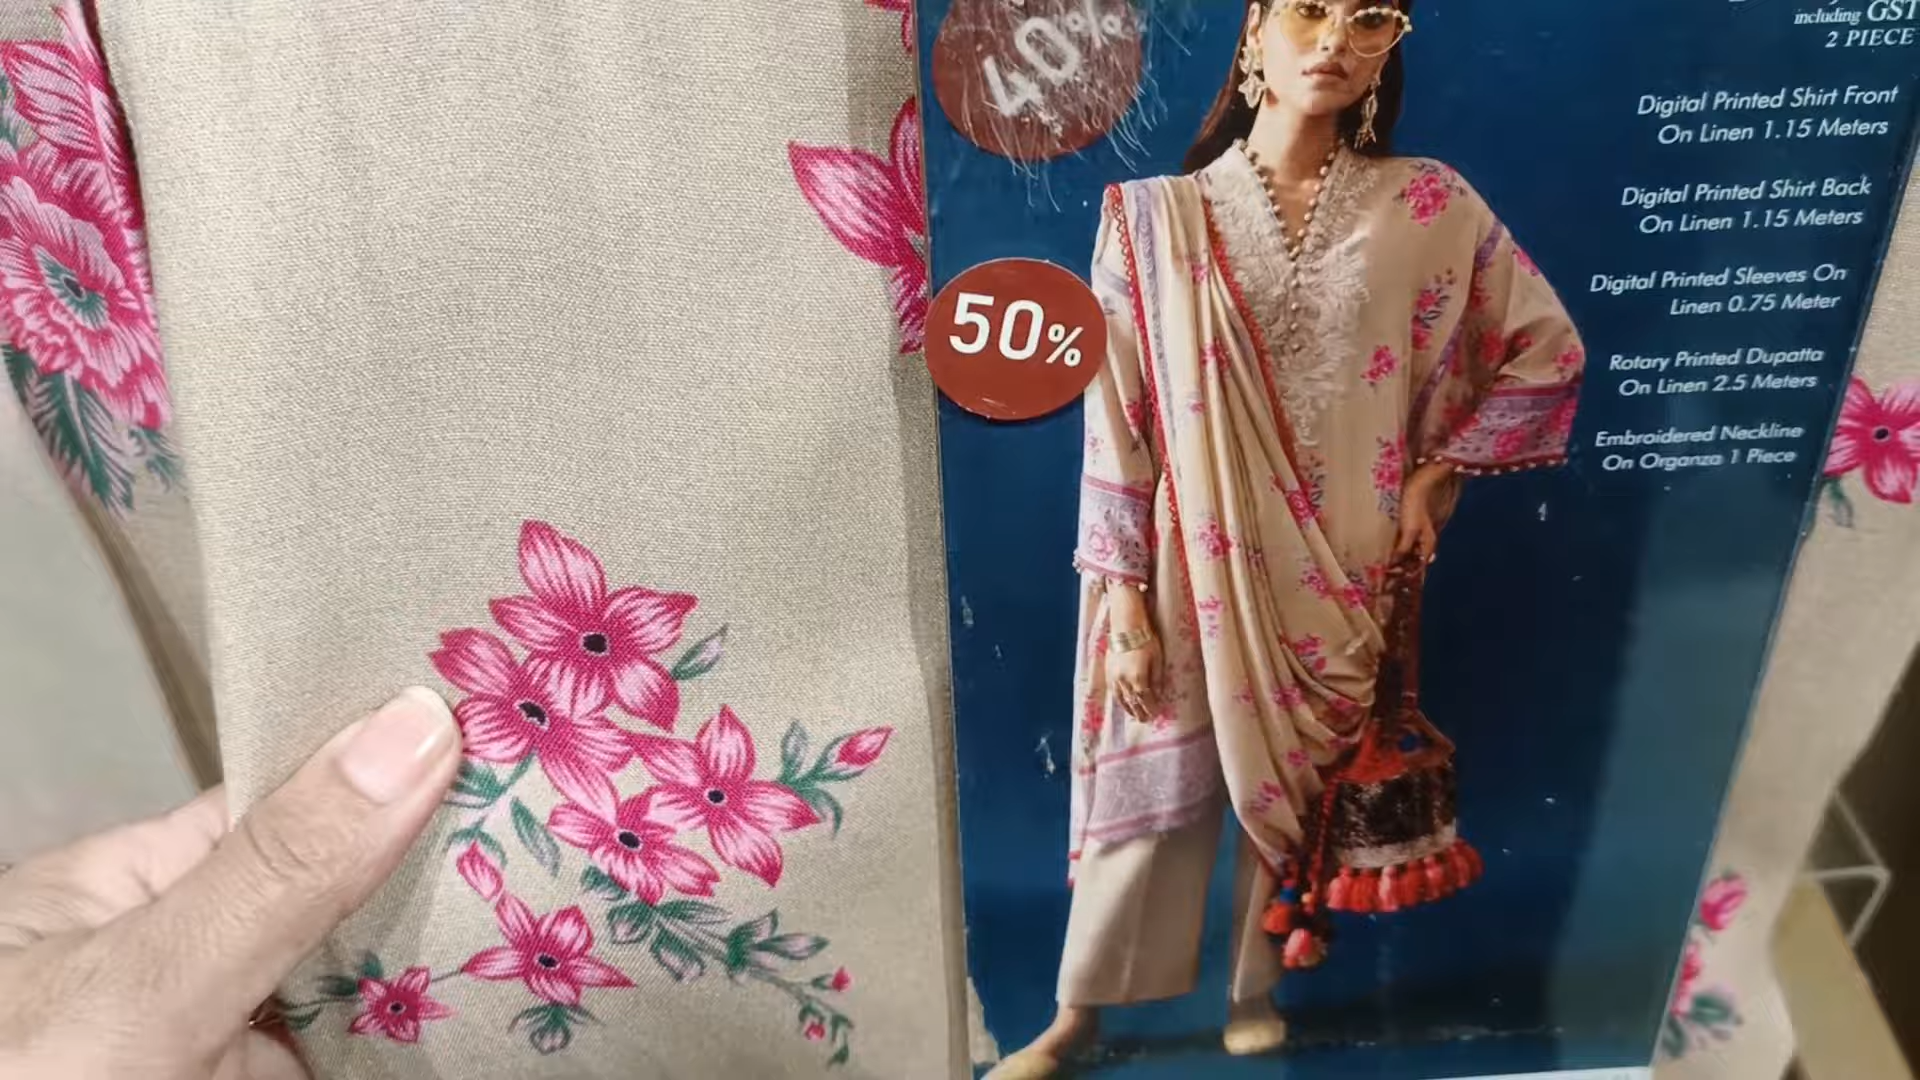 40%
50%
including GST
2 PIECE
Digital Printed Shirt Front
On Linen 1.15 Meters
Digital Printed Shirt Back
On Linen 1.15 Meters
Digital Printed Sleeves On
Linen 0.75 Meter
Rotary Printed Dupatta
On Linen 2.5 Meters
Embroidered Neckline
On Organza 1 Piece